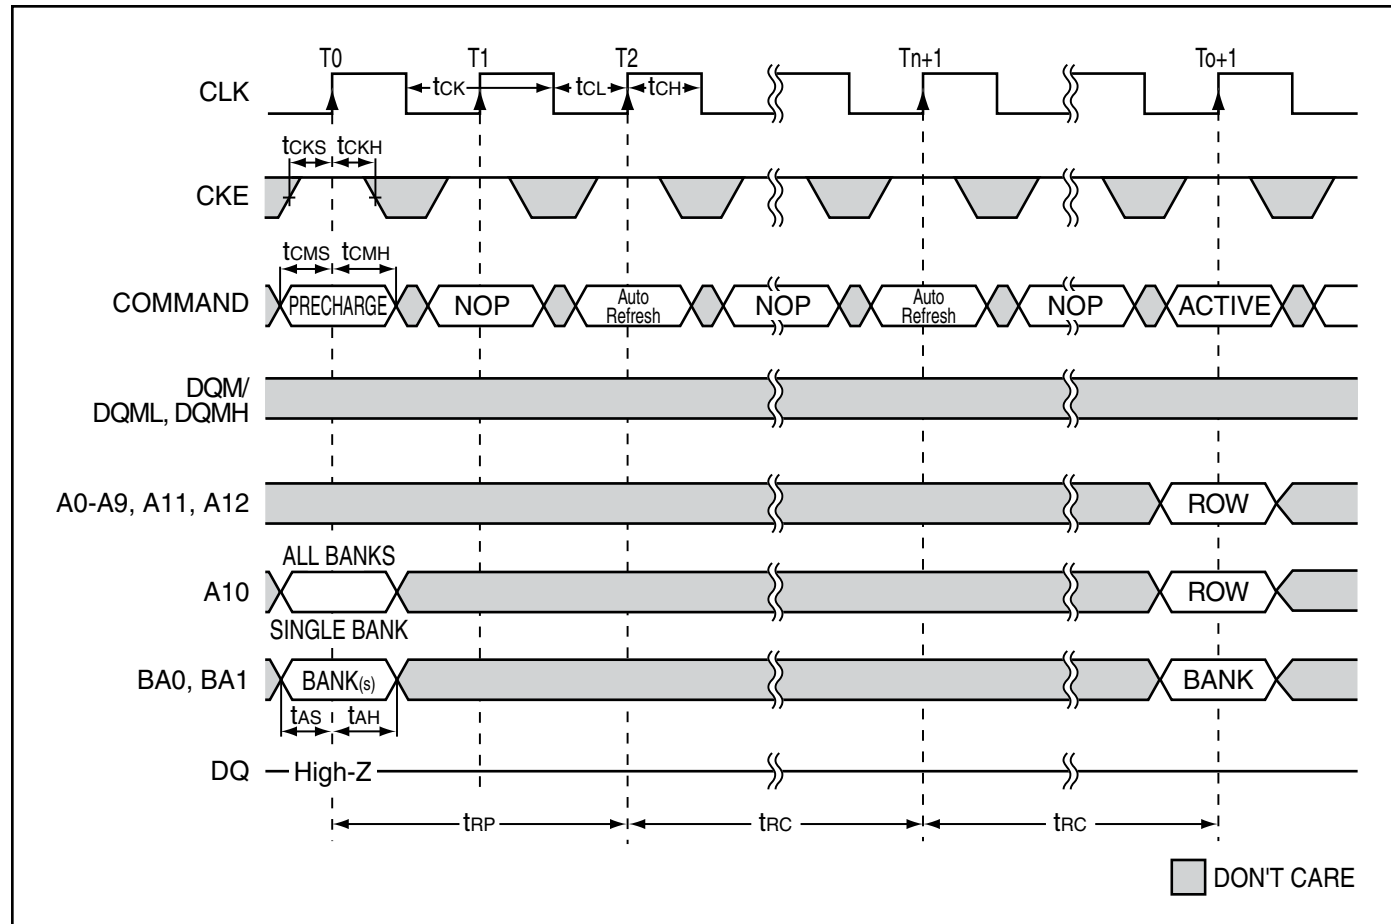 T0 T1 T2 Tn+1 To+1
CLK tCK tCL tCH
tCKS tCKH
CKE
tCMS tCMH
COMMAND PRECHARGE NOP Auto Refresh NOP Auto Refresh NOP ACTIVE
DQM/
DQML, DQMH
A0-A9, A11, A12 ROW
ALL BANKS
A10 ROW
SINGLE BANK
BA0, BA1 BANK(s) BANK
tAS tAH
DQ High-Z
tRP tRC tRC
DON'T CARE